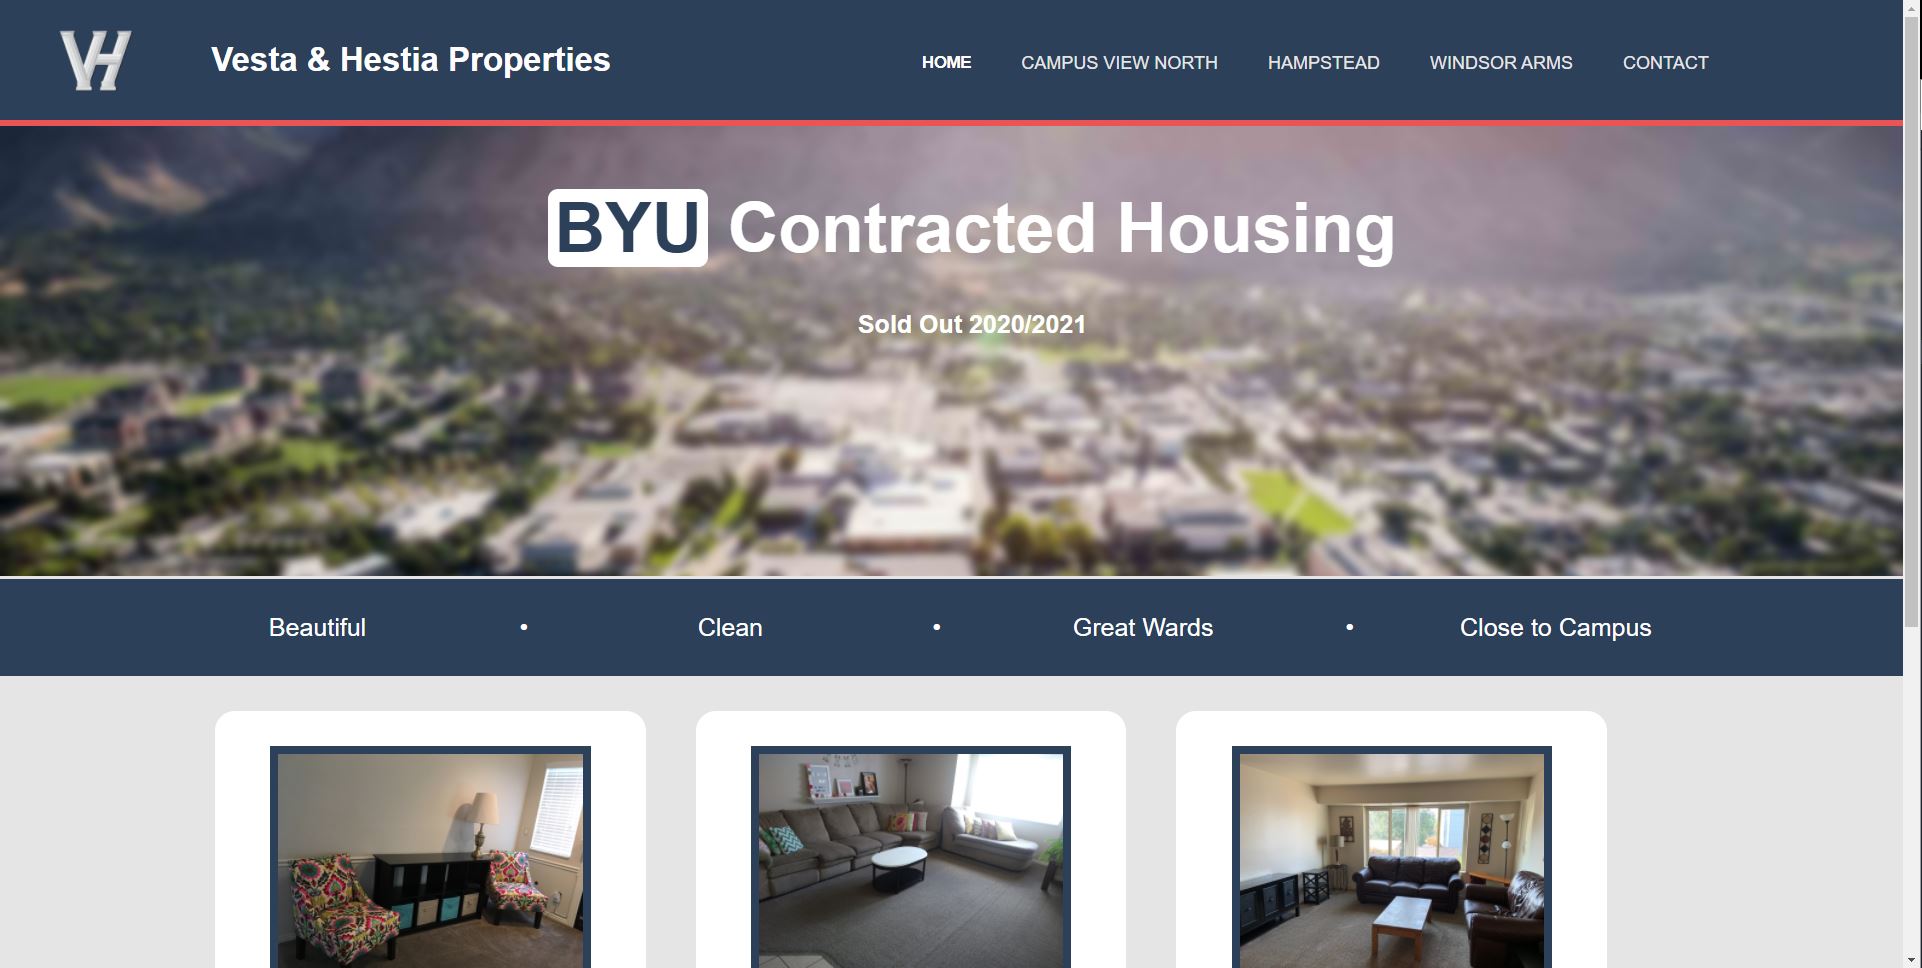 VH
Vesta & Hestia Properties
HOME CAMPUS VIEW NORTH HAMPSTEAD WINDSOR ARMS CONTACT
BYU Contracted Housing
Sold Out 2020/2021
Beautiful • Clean • Great Wards • Close to Campus